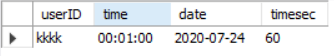 userID time date timesec
kkkk 00:01:00 2020-07-24 60